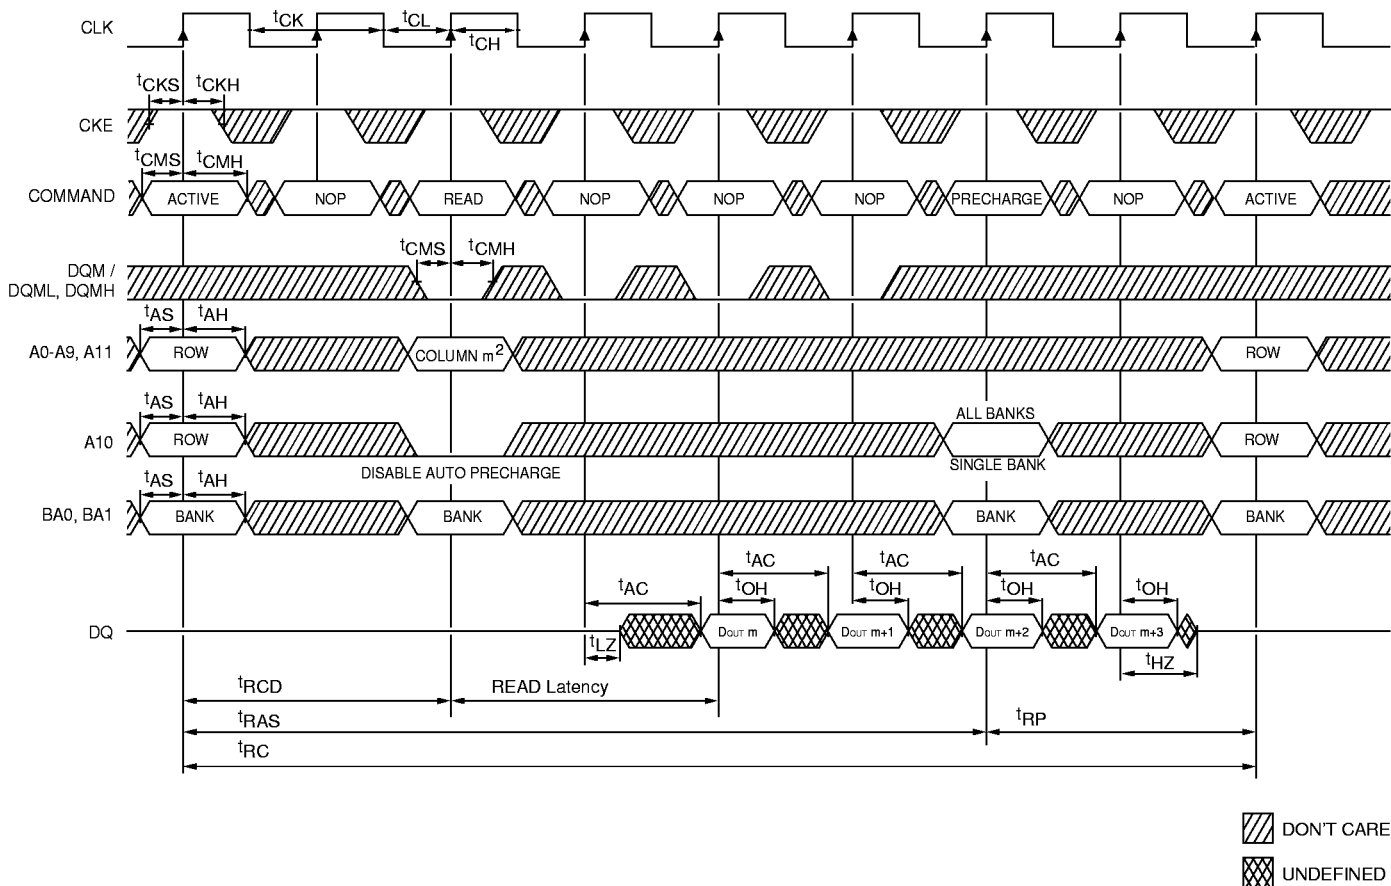 CLK
tCK
tCL
tCH
tCKS
tCKH
CKE
tCMS
tCMH
COMMAND
ACTIVE
NOP
READ
NOP
NOP
NOP
PRECHARGE
NOP
ACTIVE
tCMS
tCMH
DQM /
DQML, DQMH
tAS
tAH
A0-A9, A11
ROW
COLUMN m2
ROW
tAS
tAH
ALL BANKS
A10
ROW
ROW
DISABLE AUTO PRECHARGE
SINGLE BANK
tAS
tAH
BA0, BA1
BANK
BANK
BANK
BANK
tAC
tAC
tAC
tAC
tOH
tOH
tOH
tOH
DQ
DOUT m
DOUT m+1
DOUT m+2
DOUT m+3
tLZ
tHZ
tRCD
READ Latency
tRAS
tRP
tRC
DON'T CARE
UNDEFINED